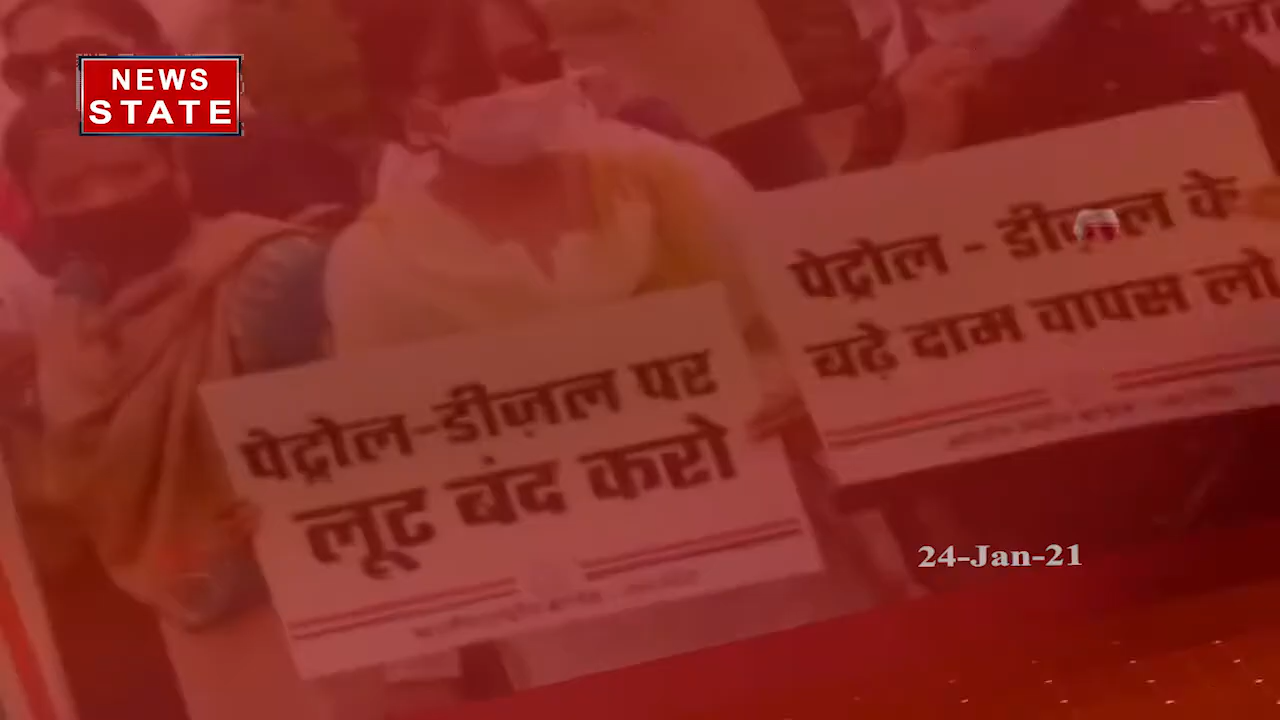 NEWS
STATE
पेट्रोल - डीज़ल के
बढ़े दाम वापस लो
पेट्रोल-डीज़ल पर
लूट बंद करो
24-Jan-21